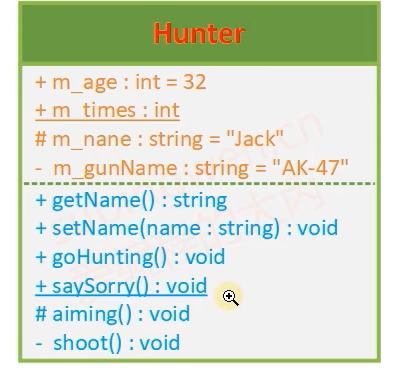 Hunter
+ m_age : int = 32
+ m_times : int
# m_nane : string = "Jack"
- m_gunName : string = "AK-47"
+ getName() : string
+ setName(name : string) : void
+ goHunting() : void
+ saySorry() : void
# aiming() : void
- shoot() : void